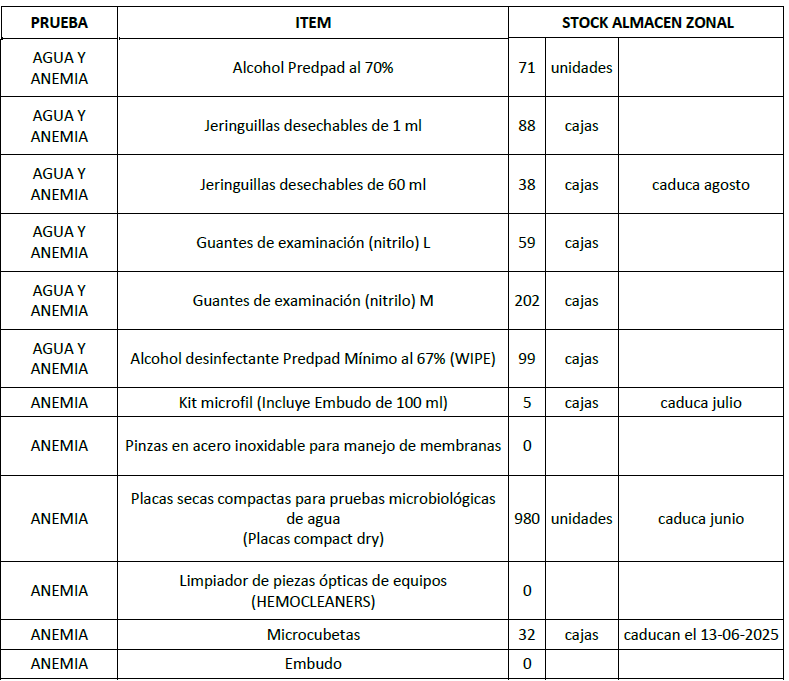 PRUEBA ITEM STOCK ALMACEN ZONAL
AGUA Y
ANEMIA Alcohol Predpad al 70% 71 unidades
AGUA Y
ANEMIA Jeringuillas desechables de 1 ml 88 cajas
AGUA Y
ANEMIA Jeringuillas desechables de 60 ml 38 cajas caduca agosto
AGUA Y
ANEMIA Guantes de examinación (nitrilo) L 59 cajas
AGUA Y
ANEMIA Guantes de examinación (nitrilo) M 202 cajas
AGUA Y
ANEMIA Alcohol desinfectante Predpad Mínimo al 67% (WIPE) 99 cajas
ANEMIA Kit microfil (Incluye Embudo de 100 ml) 5 cajas caduca julio
ANEMIA Pinzas en acero inoxidable para manejo de membranas 0
Placas secas compactas para pruebas microbiológicas
ANEMIA de agua 980 unidades caduca junio
(Placas compact dry)
Limpiador de piezas ópticas de equipos
ANEMIA (HEMOCLEANERS) 0
ANEMIA Microcubetas 32 cajas caducan el 13-06-2025
ANEMIA Embudo 0